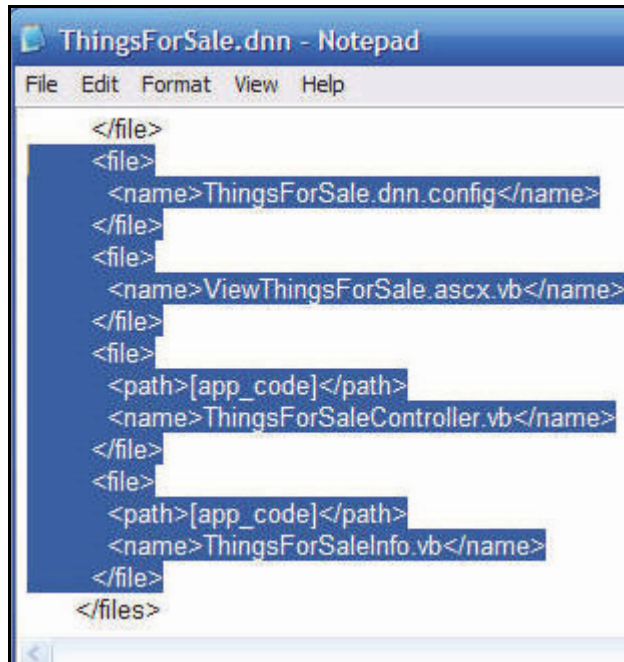 ThingsForSale.dnn - Notepad
File Edit Format View Help
</file>
<file>
<name>ThingsForSale.dnn.config</name>
</file>
<file>
<name>ViewThingsForSale.ascx.vb</name>
</file>
<file>
<path>[app_code]</path>
<name>ThingsForSaleController.vb</name>
</file>
<file>
<path>[app_code]</path>
<name>ThingsForSaleInfo.vb</name>
</file>
</files>